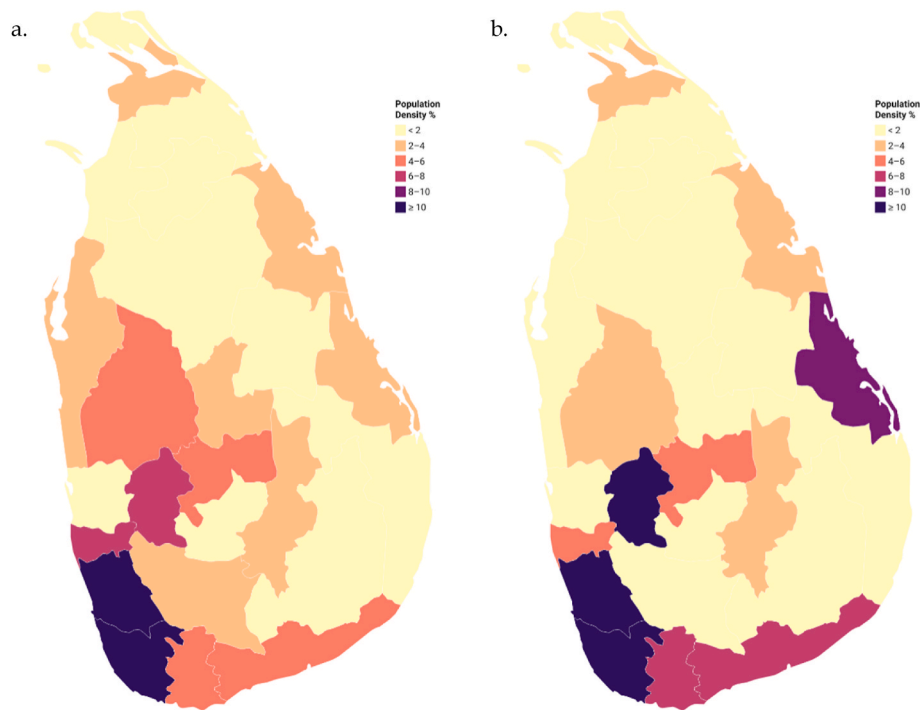 a.
Population
Density %
< 2
2–4
4–6
6–8
8–10
≥ 10
b.
Population
Density %
< 2
2–4
4–6
6–8
8–10
≥ 10